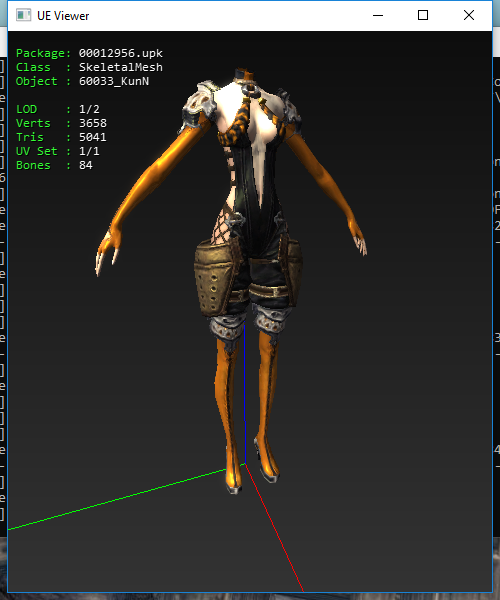 UE Viewer
Package: 00012956.upk
Class : SkeletalMesh
Object : 60033_KunN
LOD : 1/2
Verts : 3658
Tris : 5041
UV Set : 1/1
Bones : 84